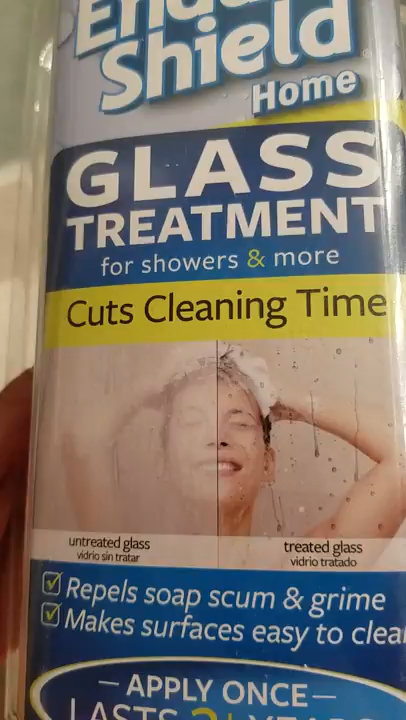 Shield
Home
GLASS
TREATMENT
for showers & more
Cuts Cleaning Time
untreated glass
vidrio sin tratar
treated glass
vidrio tratado
Repels soap scum & grime
Makes surfaces easy to clea
— APPLY ONCE —
LASTS